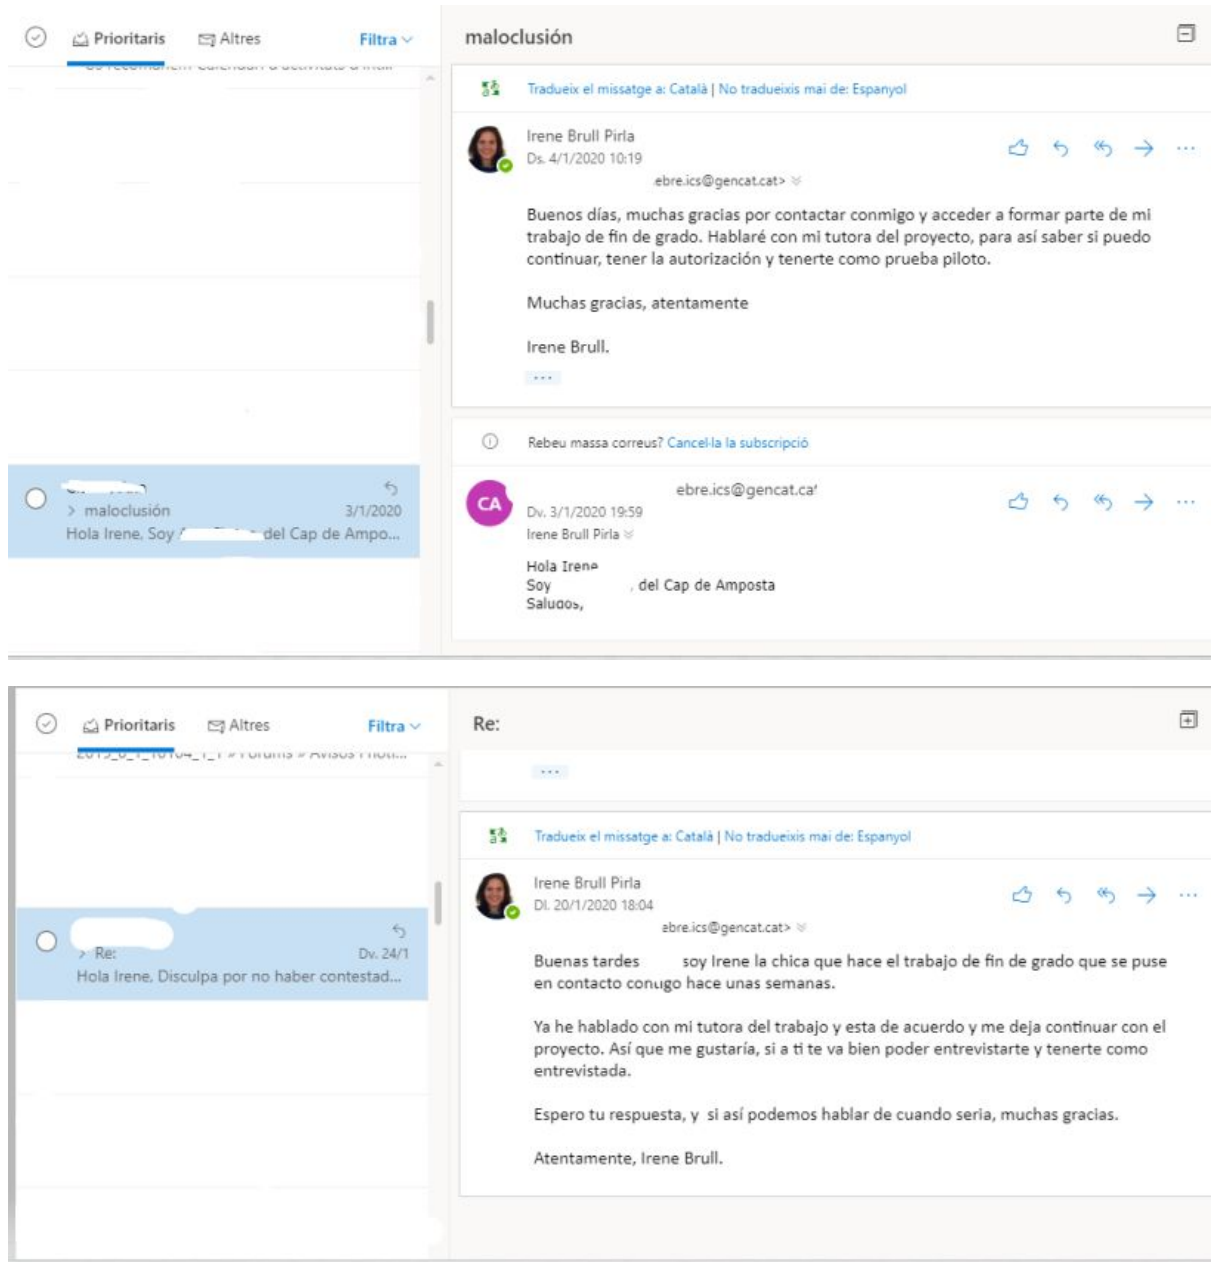 Prioritaris
Altres
Filtra
maloclusión
Tradueix el missatge a: Català | No tradueixis mai de: Espanyol
Irene Brull Pirla
Ds. 4/1/2020 10:19
ebre.ics@gencat.cat>
Buenos días, muchas gracias por contactar conmigo y acceder a formar parte de mi
trabajo de fin de grado. Hablaré con mi tutora del proyecto, para así saber si puedo
continuar, tener la autorización y tenerte como prueba piloto.
Muchas gracias, atentamente
Irene Brull.
...
> maloclusión
3/1/2020
Hola Irene, Soy
del Cap de Ampo...
Rebeu massa correus? Cancel·la la subscripció
CA
ebre.ics@gencat.cat
Dv. 3/1/2020 19:59
Irene Brull Pirla
Hola Irene
Soy , del Cap de Amposta
Saludos,
Prioritaris
Altres
Filtra
Re:
...
> Re:
Dv. 24/1
Hola Irene, Disculpa por no haber contestad...
Tradueix el missatge a: Català | No tradueixis mai de: Espanyol
Irene Brull Pirla
Dl. 20/1/2020 18:04
ebre.ics@gencat.cat>
Buenas tardes soy Irene la chica que hace el trabajo de fin de grado que se puse
en contacto contigo hace unas semanas.
Ya he hablado con mi tutora del trabajo y esta de acuerdo y me deja continuar con el
proyecto. Así que me gustaría, si a ti te va bien poder entrevistarte y tenerte como
entrevistada.
Espero tu respuesta, y si así podemos hablar de cuando seria, muchas gracias.
Atentamente, Irene Brull.